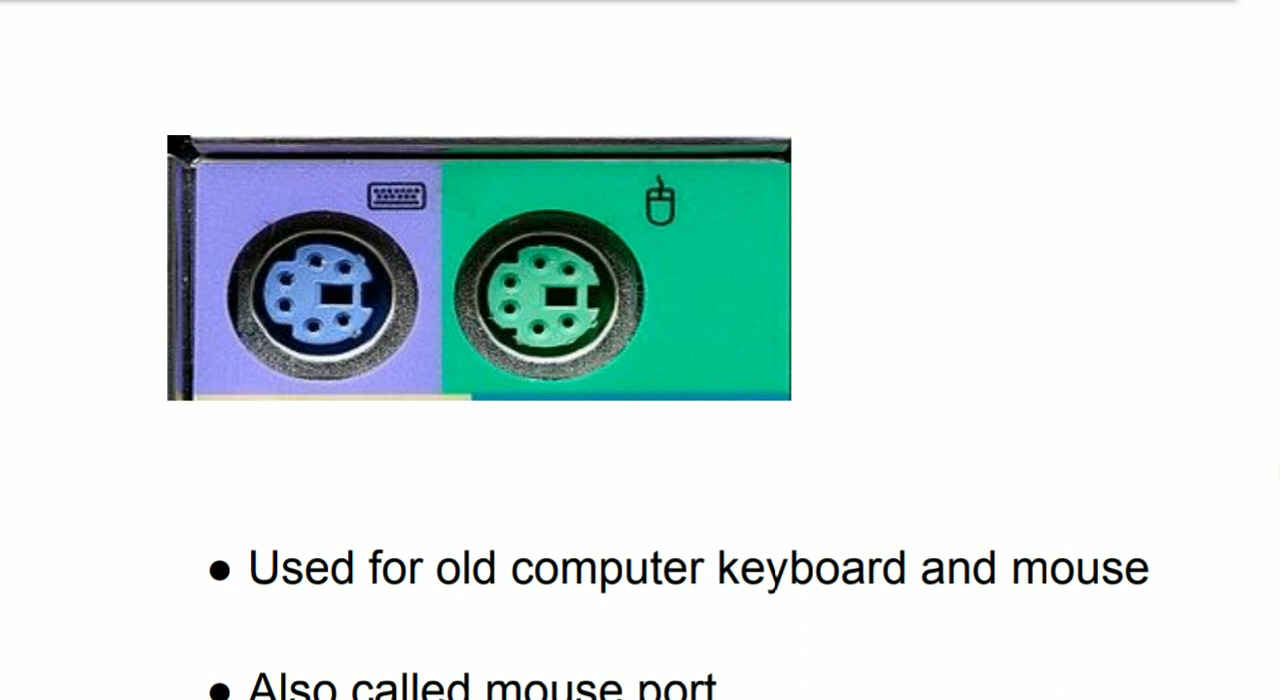 ● Used for old computer keyboard and mouse
● Also called mouse port